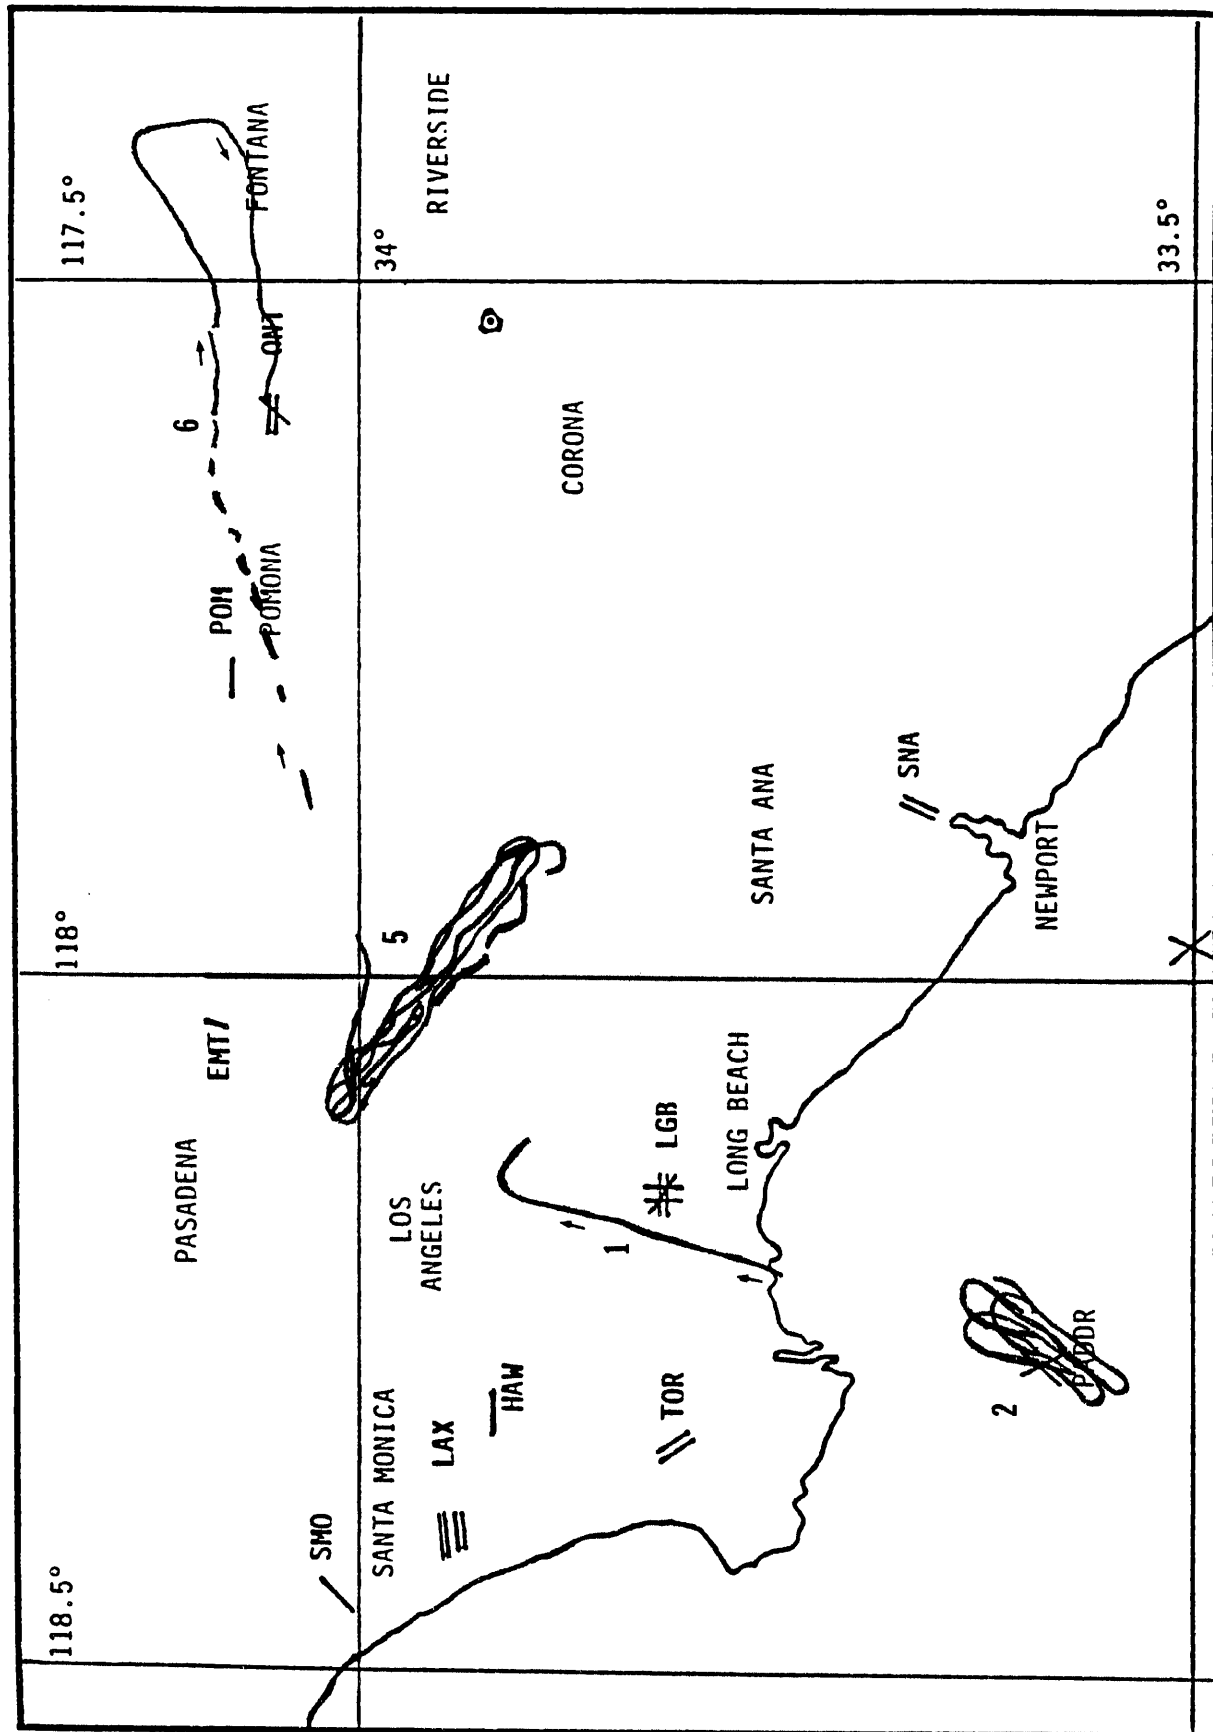 118.5°
118°
117.5°
SMO
PASADENA
EMT
POM
POMONA
6
ONT
FONTANA
34°
SANTA MONICA
LOS
ANGELES
5
LAX
HAW
RIVERSIDE
CORONA
1
TOR
LGB
LONG BEACH
SANTA ANA
SNA
NEWPORT
2
PADDR
33.5°